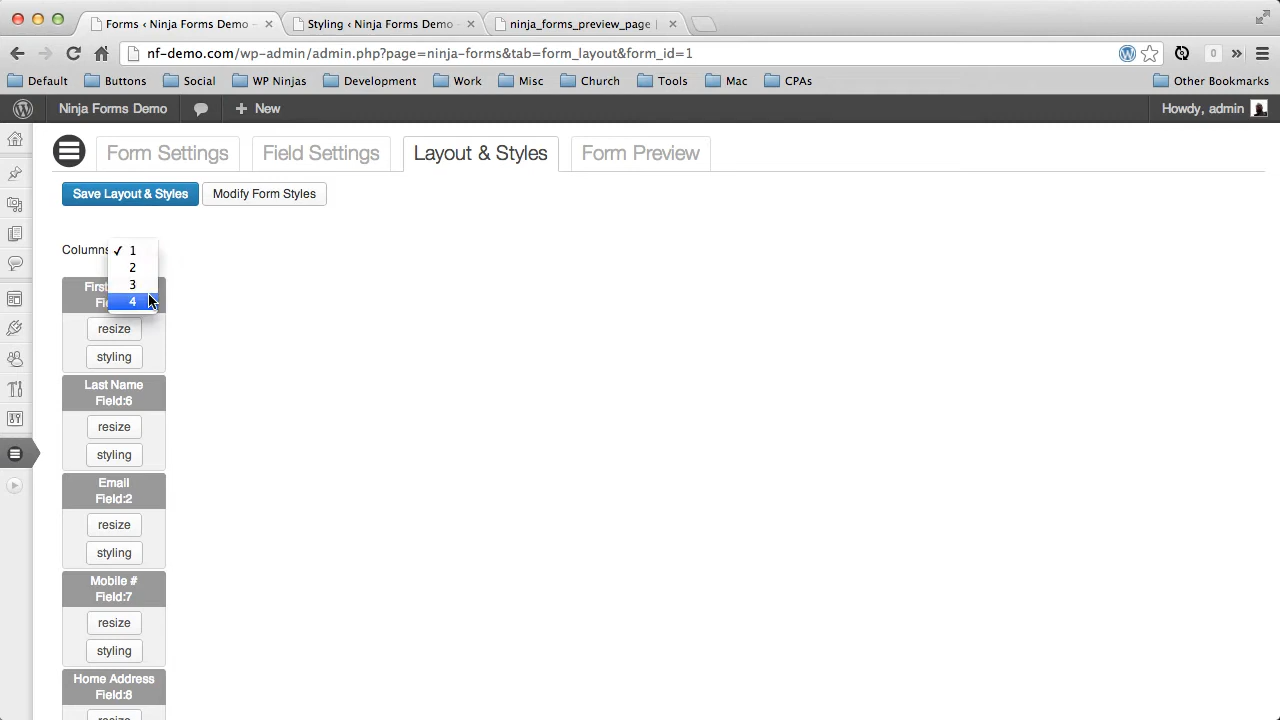 Forms ‹ Ninja Forms Demo -
Styling ‹ Ninja Forms Demo
ninja_forms_preview_page |
nf-demo.com/wp-admin/admin.php?page=ninja-forms&tab=form_layout&form_id=1
0
Default
Buttons
Social
WP Ninjas
Development
Work
Misc
Church
Tools
Mac
CPAs
Other Bookmarks
Ninja Forms Demo
New
Howdy, admin
Form Settings
Field Settings
Layout & Styles
Form Preview
Save Layout & Styles
Modify Form Styles
Columns
1
2
3
4
First
resize
styling
Last Name
Field:6
resize
styling
Email
Field:2
resize
styling
Mobile #
Field:7
resize
styling
Home Address
Field:8
resize